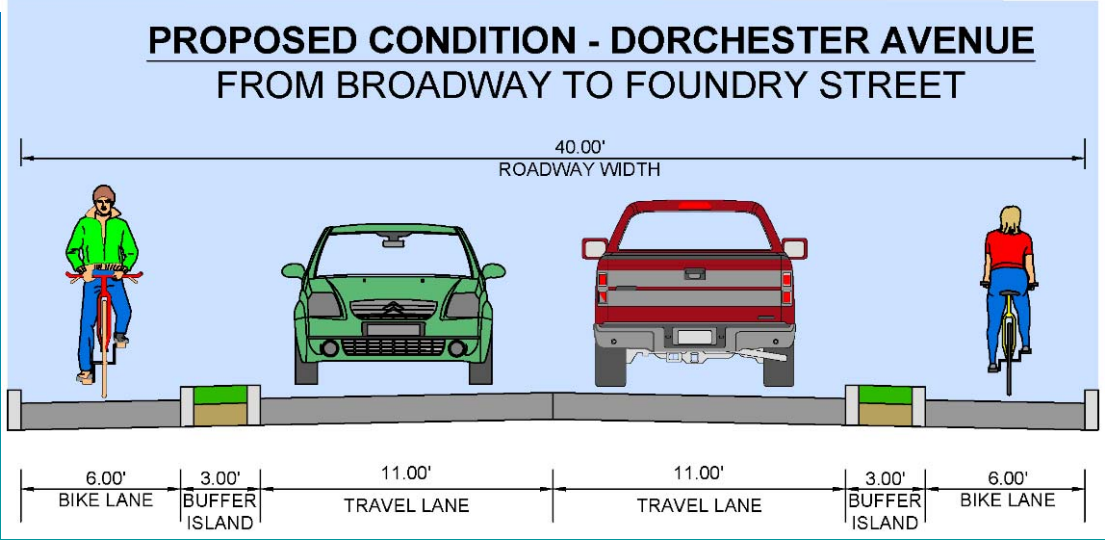 PROPOSED CONDITION - DORCHESTER AVENUE
FROM BROADWAY TO FOUNDRY STREET
40.00'
ROADWAY WIDTH
6.00'
BIKE LANE
3.00'
BUFFER
ISLAND
11.00'
TRAVEL LANE
11.00'
TRAVEL LANE
3.00'
BUFFER
ISLAND
6.00'
BIKE LANE